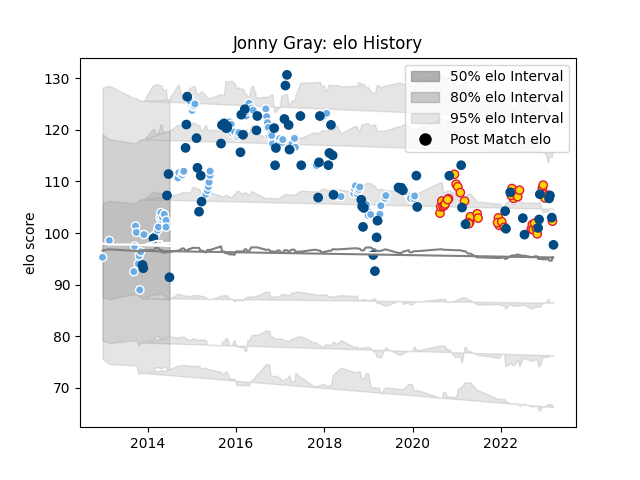 Jonny Gray: elo History
50% elo Interval
80% elo Interval
95% elo Interval
Post Match elo
elo score
130
120
110
100
90
80
70
2014 2016 2018 2020 2022